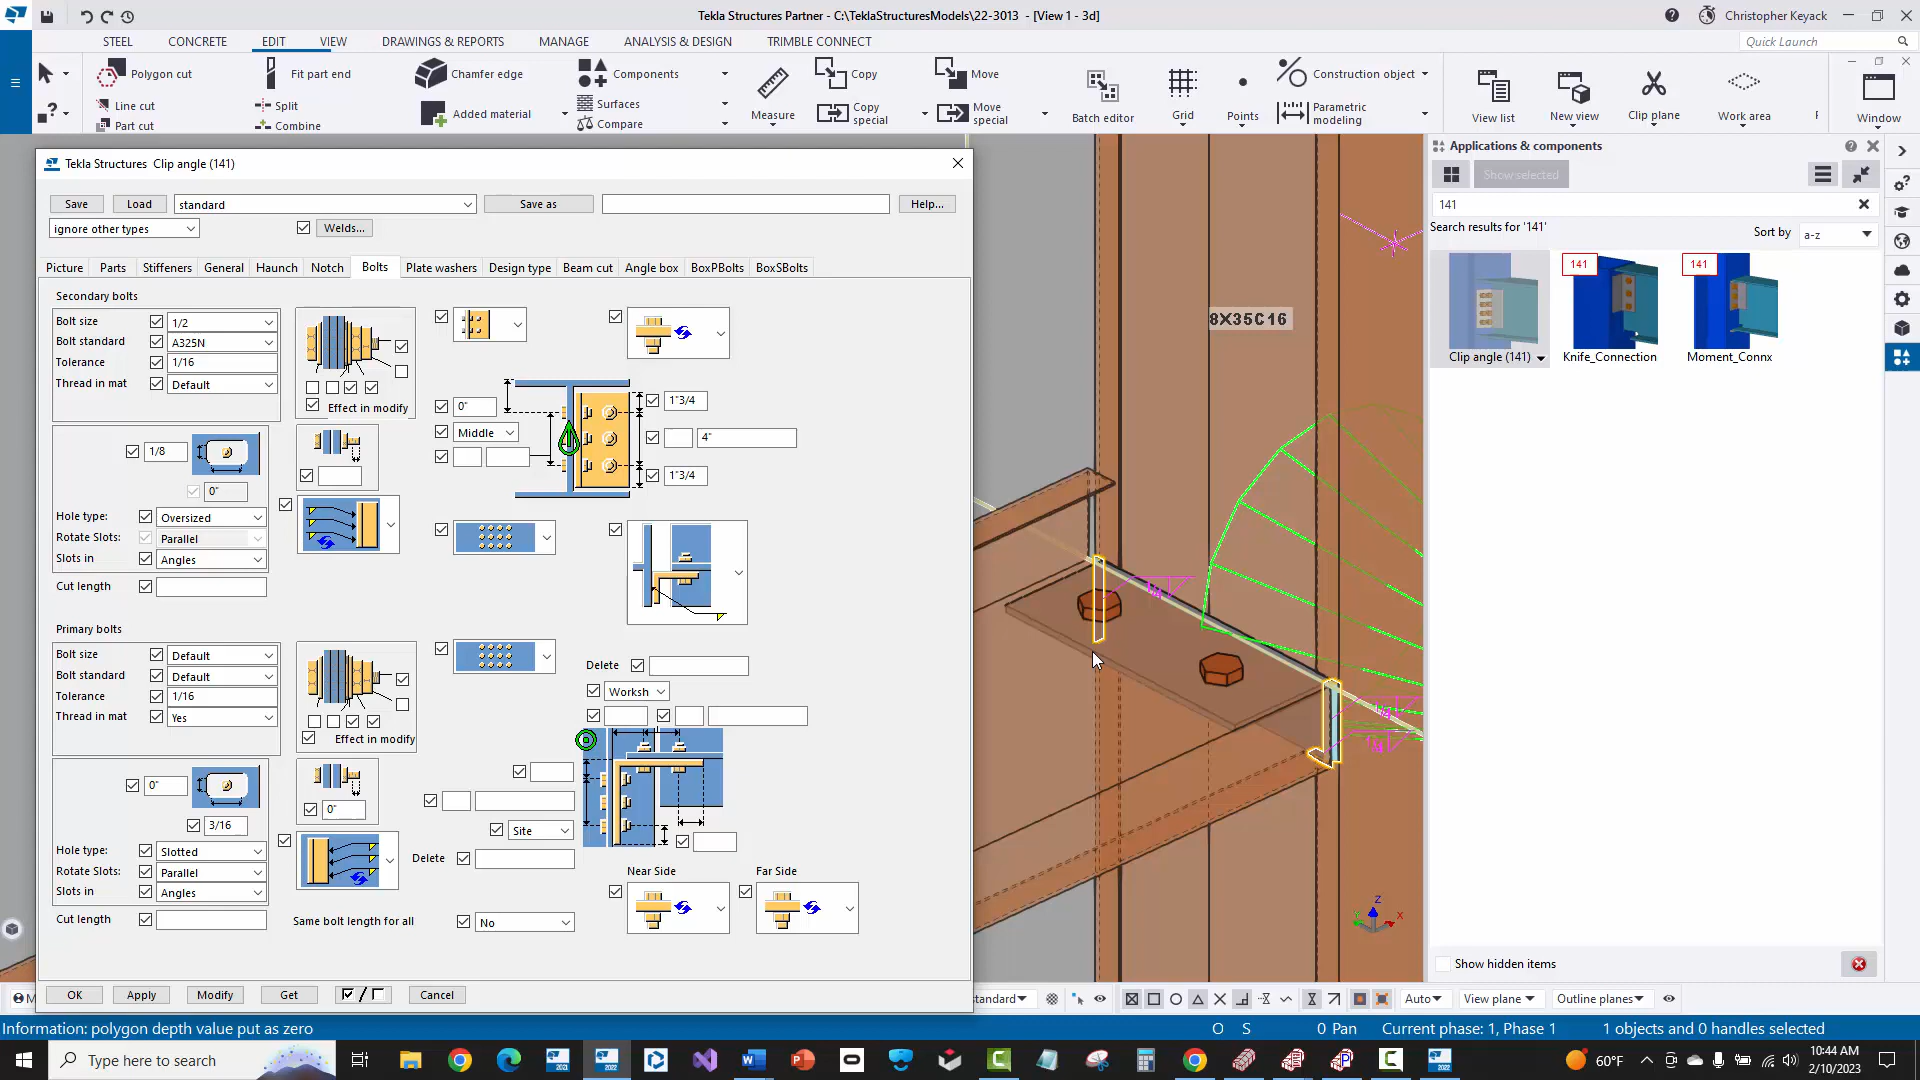 Tekla Structures Partner - C:\TeklaStructuresModels\22-3013 - [View 1 - 3d]
Christopher Keyack
STEEL CONCRETE EDIT VIEW DRAWINGS & REPORTS MANAGE ANALYSIS & DESIGN TRIMBLE CONNECT
Quick Launch
Polygon cut Fit part end Chamfer edge Components Copy Move Construction object
Line cut Split Added material Surfaces Copy special Move special Parametric modeling
Part cut Combine Compare
Measure Batch editor Grid Points View list New view Clip plane Work area Window
Tekla Structures Clip angle (141)
Save Load standard Save as Help...
ignore other types Welds...
Picture Parts Stiffeners General Haunch Notch Bolts Plate washers Design type Beam cut Angle box BoxPBolts BoxSBolts
Secondary bolts
Bolt size 1/2
Bolt standard A325N
Tolerance 1/16
Thread in mat Default
Effect in modify
0"
Middle
1"3/4
4"
1"3/4
1/8
0"
Hole type: Oversized
Rotate Slots: Parallel
Slots in Angles
Cut length
Primary bolts
Bolt size Default
Bolt standard Default
Tolerance 1/16
Thread in mat Yes
Effect in modify
Delete
Worksh
0"
3/16
0"
Site
Delete
Hole type: Slotted
Rotate Slots: Parallel
Slots in Angles
Cut length
Near Side Far Side
Same bolt length for all No
OK Apply Modify Get / Cancel
8X35C16
Z
X
Applications & components
Show selected
141
Search results for '141'
Sort by a-z
141
141
Clip angle (141) Knife_Connection Moment_Connx
Show hidden items
tandard Auto View plane Outline planes
Information: polygon depth value put as zero
O S 0 Pan Current phase: 1, Phase 1 1 objects and 0 handles selected
Type here to search
60°F
10:44 AM
2/10/2023